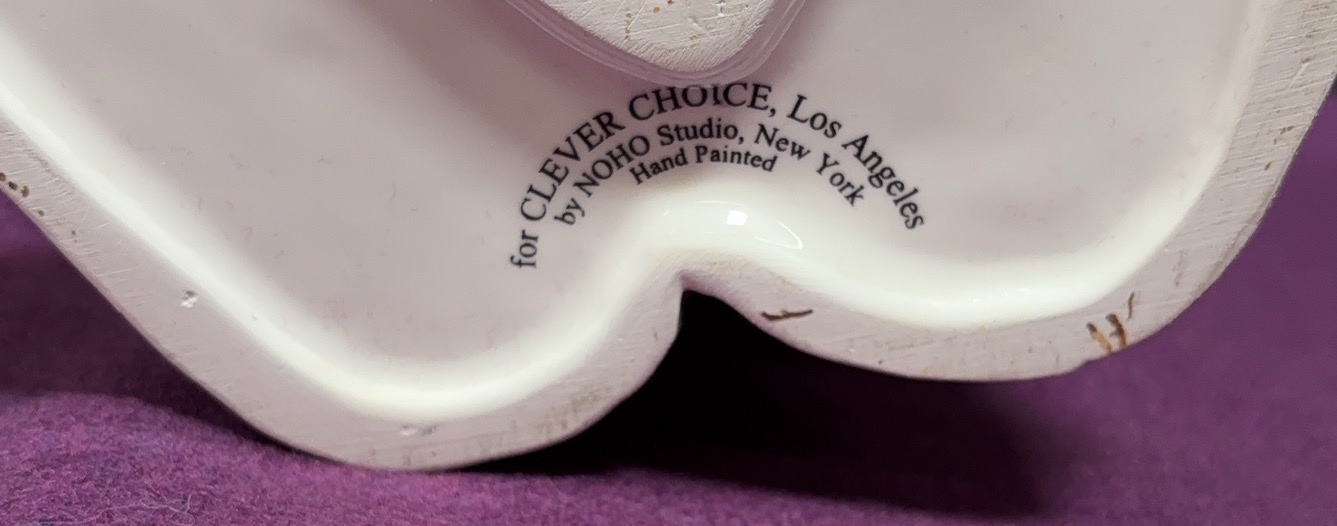 for CLEVER CHOICE, Los Angeles
by NOHO Studio, New York
Hand Painted